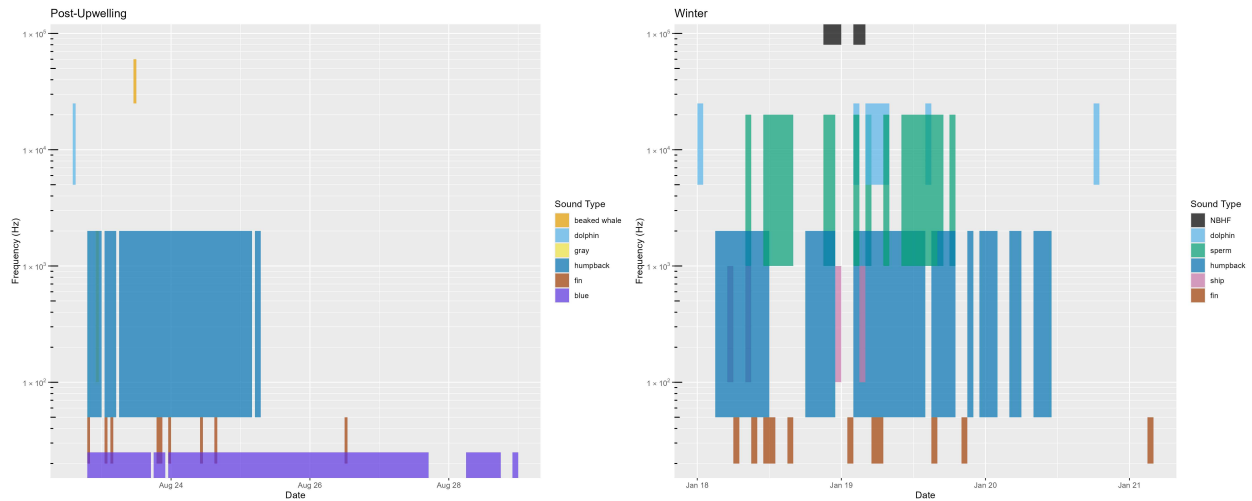 Post-Upwelling
Frequency (Hz)
1 × 10⁵
1 × 10⁴
1 × 10³
1 × 10²
Aug 24
Aug 26
Aug 28
Date
Sound Type
beaked whale
dolphin
gray
humpback
fin
blue
Winter
Frequency (Hz)
1 × 10⁵
1 × 10⁴
1 × 10³
1 × 10²
Jan 18
Jan 19
Jan 20
Jan 21
Date
Sound Type
NBHF
dolphin
sperm
humpback
ship
fin